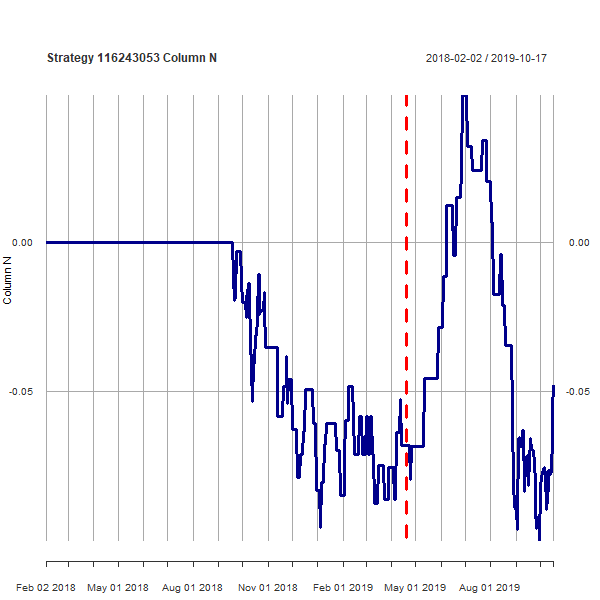 Strategy 116243053 Column N
2018-02-02 / 2019-10-17
0.00
0.00
Column N
-0.05
-0.05
Feb 02 2018
May 01 2018
Aug 01 2018
Nov 01 2018
Feb 01 2019
May 01 2019
Aug 01 2019